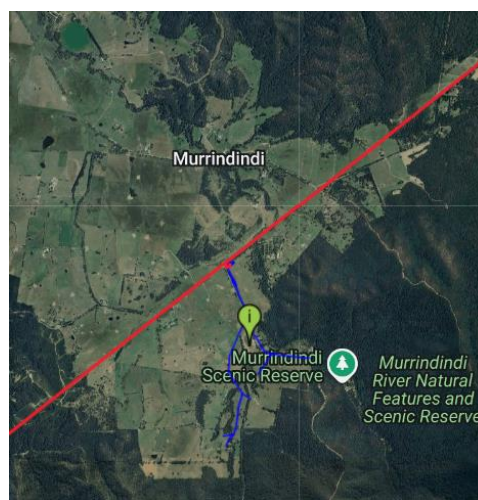 Murrindindi
i
Murrindindi
Scenic Reserve
Murrindindi
River Natural
Features and
Scenic Reserve